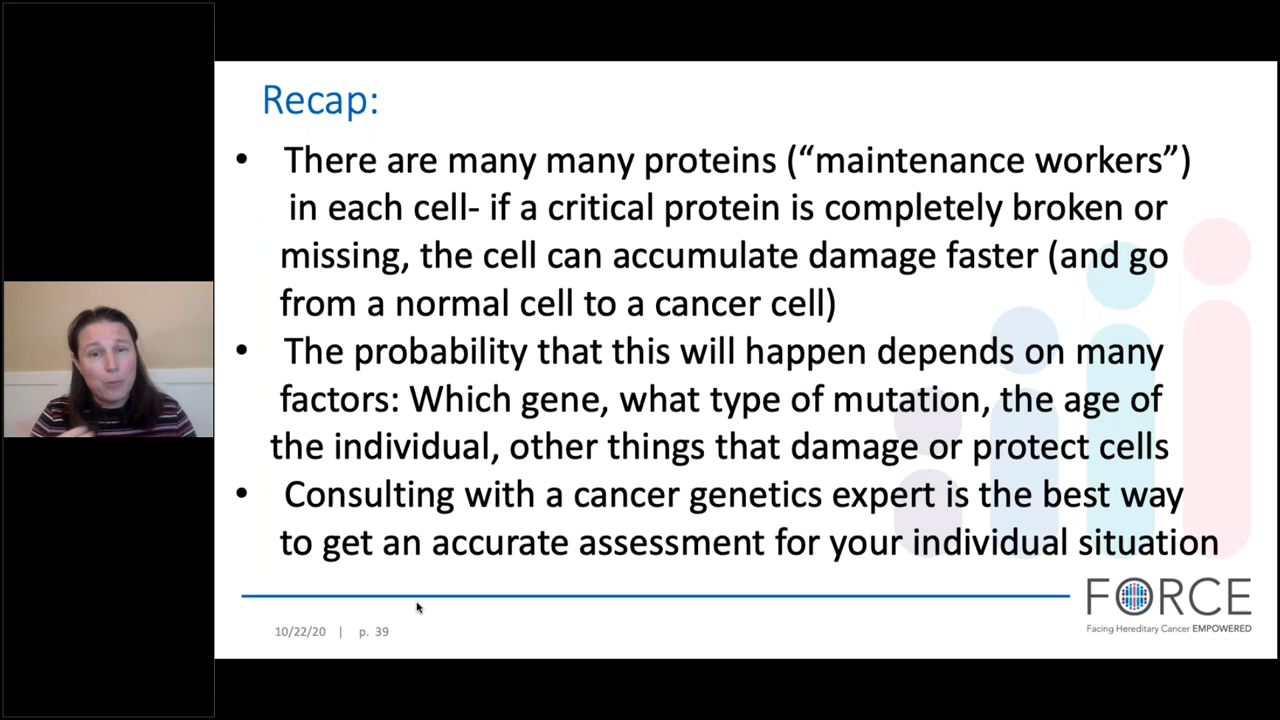 Recap:
• There are many many proteins (“maintenance workers”)
in each cell- if a critical protein is completely broken or
missing, the cell can accumulate damage faster (and go
from a normal cell to a cancer cell)
• The probability that this will happen depends on many
factors: Which gene, what type of mutation, the age of
the individual, other things that damage or protect cells
• Consulting with a cancer genetics expert is the best way
to get an accurate assessment for your individual situation
10/22/20 | p. 39
FORCE
Facing Hereditary Cancer EMPOWERED